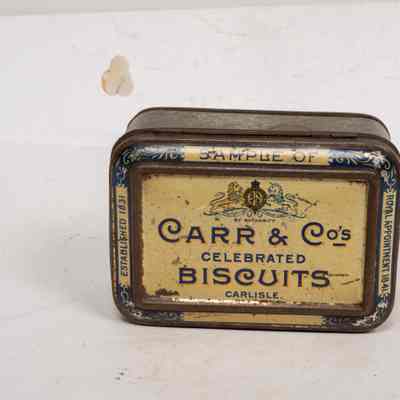 SAMPLE OF
ESTABLISHED 1831
BY AUTHORITY
CARR & Co's
CELEBRATED
BISCUITS
CARLISLE.
ROYAL APPOINTMENT 1841